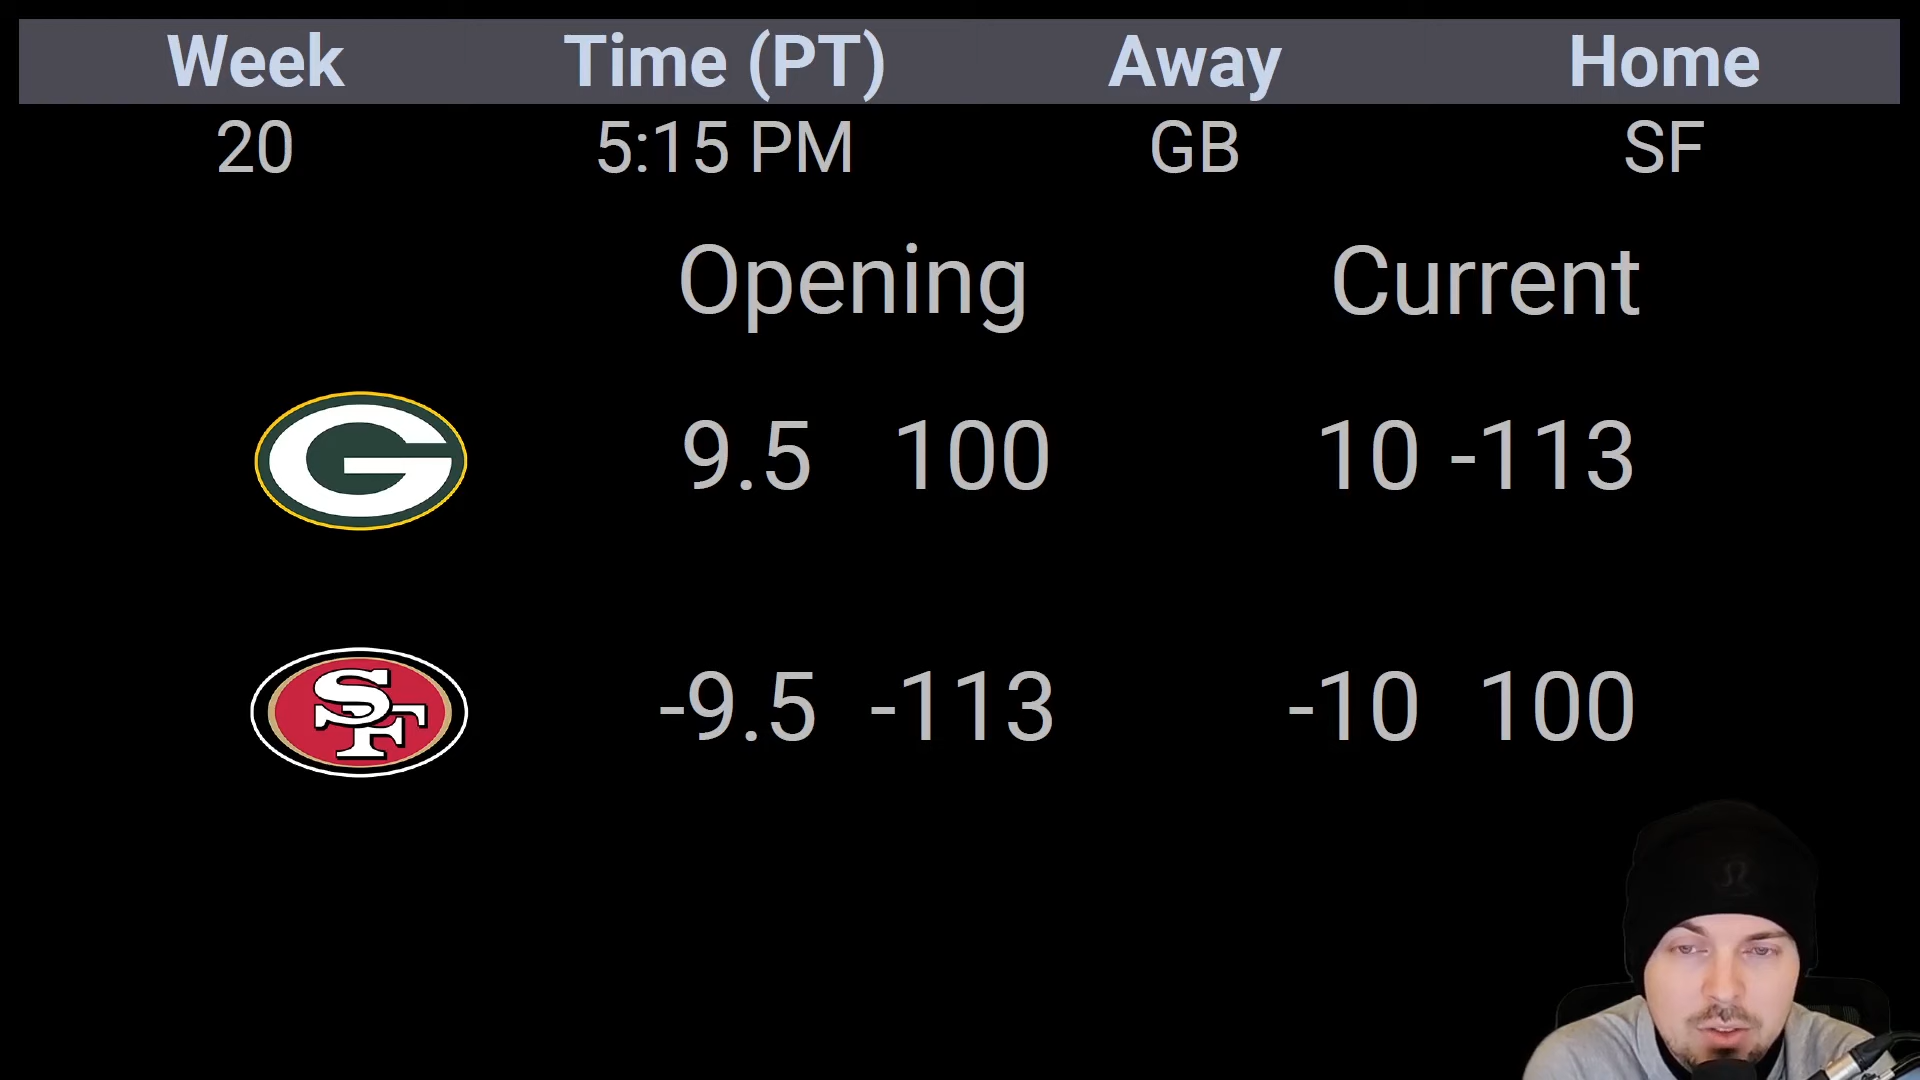 Week Time (PT) Away Home
20 5:15 PM GB SF
Opening Current
G 9.5 100 10 -113
SF -9.5 -113 -10 100